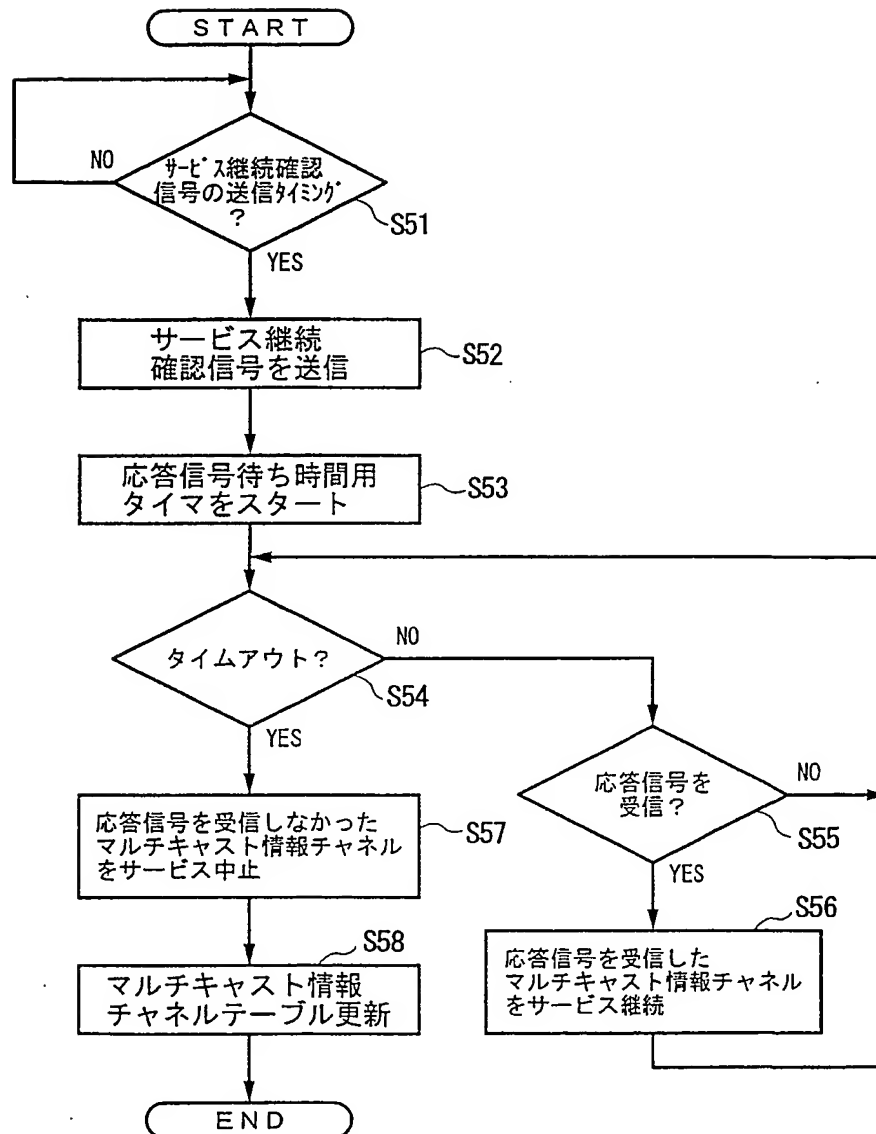 START
NO
サービス継続確認
信号の送信タイミング
?
S51
YES
サービス継続
確認信号を送信
S52
応答信号待ち時間用
タイマをスタート
S53
タイムアウト?
NO
S54
YES
応答信号を
受信?
NO
S55
YES
応答信号を受信しなかった
マルチキャスト情報チャネル
をサービス中止
S57
S56
応答信号を受信した
マルチキャスト情報チャネル
をサービス継続
S58
マルチキャスト情報
チャネルテーブル更新
END